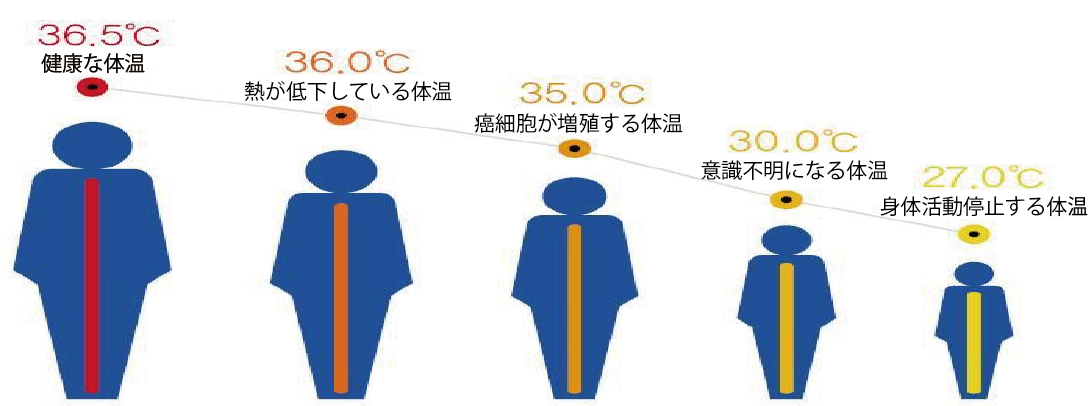 36.5℃
健康な体温
36.0℃
熱が低下している体温
35.0℃
癌細胞が増殖する体温
30.0℃
意識不明になる体温
27.0℃
身体活動停止する体温